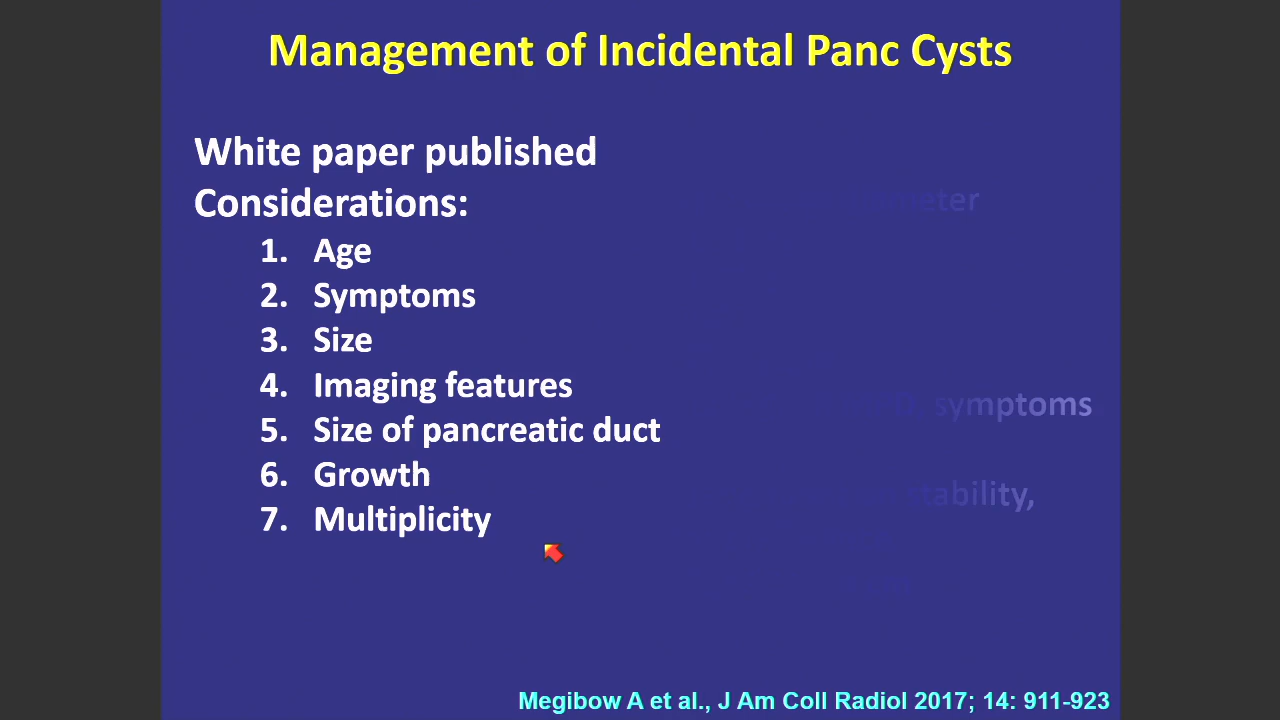 Management of Incidental Panc Cysts
White paper published
Considerations:
1. Age
2. Symptoms
3. Size
4. Imaging features
5. Size of pancreatic duct
6. Growth
7. Multiplicity
symptoms
Megibow A et al., J Am Coll Radiol 2017; 14: 911-923